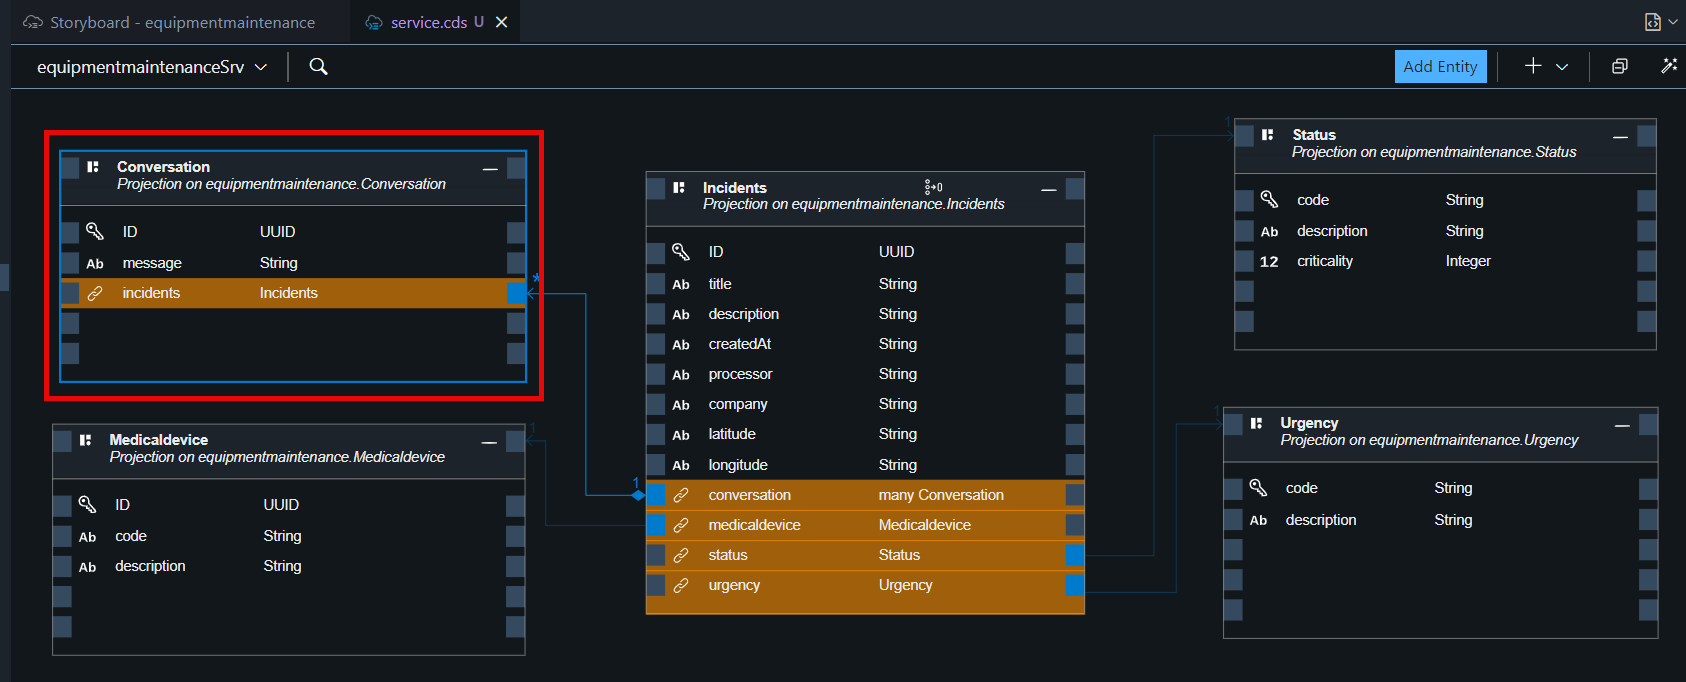 Storyboard - equipmentmaintenance
service.cds U
equipmentmaintenanceSrv
Add Entity
Conversation
Projection on equipmentmaintenance.Conversation
ID UUID
Ab message String
incidents Incidents
*
1
Medicaldevice
Projection on equipmentmaintenance.Medicaldevice
1
ID UUID
Ab code String
Ab description String
Incidents
Projection on equipmentmaintenance.Incidents
ID UUID
Ab title String
Ab description String
Ab createdAt String
Ab processor String
Ab company String
Ab latitude String
Ab longitude String
conversation many Conversation
medicaldevice Medicaldevice
status Status
urgency Urgency
1
Status
Projection on equipmentmaintenance.Status
code String
Ab description String
12 criticality Integer
1
Urgency
Projection on equipmentmaintenance.Urgency
code String
Ab description String